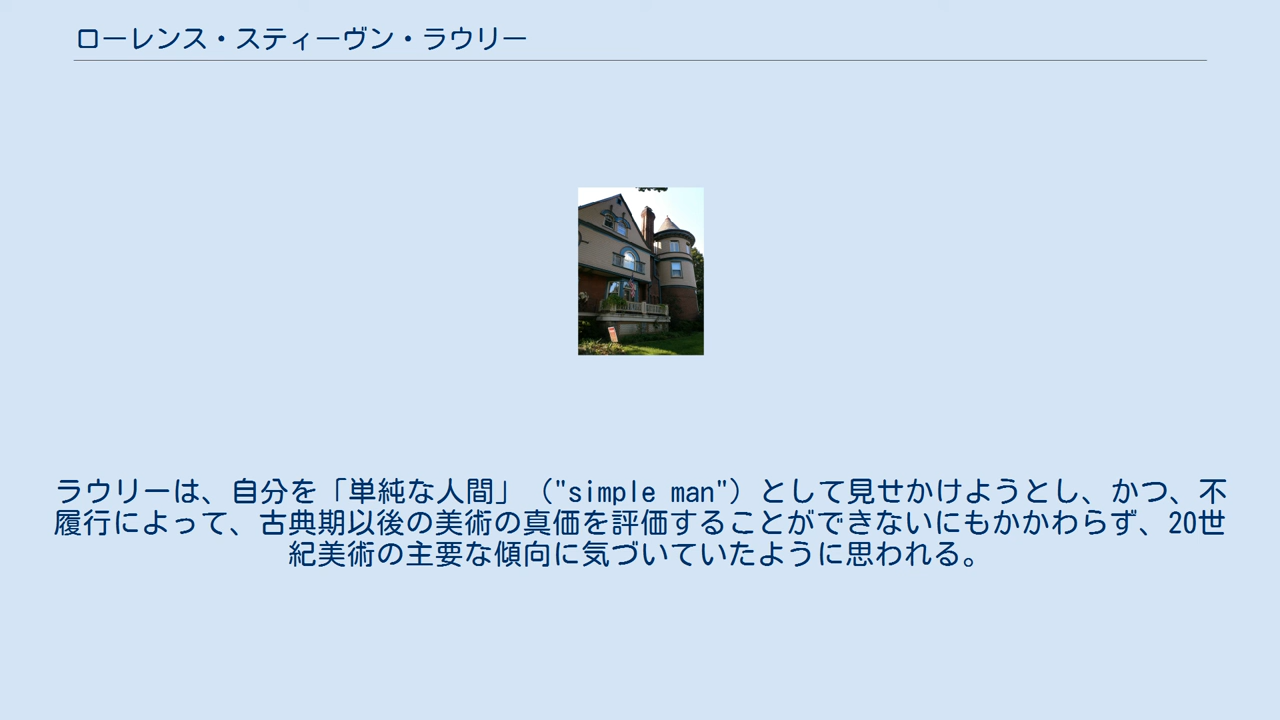 ローレンス・スティーヴン・ラウリー
ラウリーは、自分を「単純な人間」（"simple man"）として見せかけようとし、かつ、不
履行によって、古典期以後の美術の真価を評価することができないにもかかわらず、20世
紀美術の主要な傾向に気づいていたように思われる。